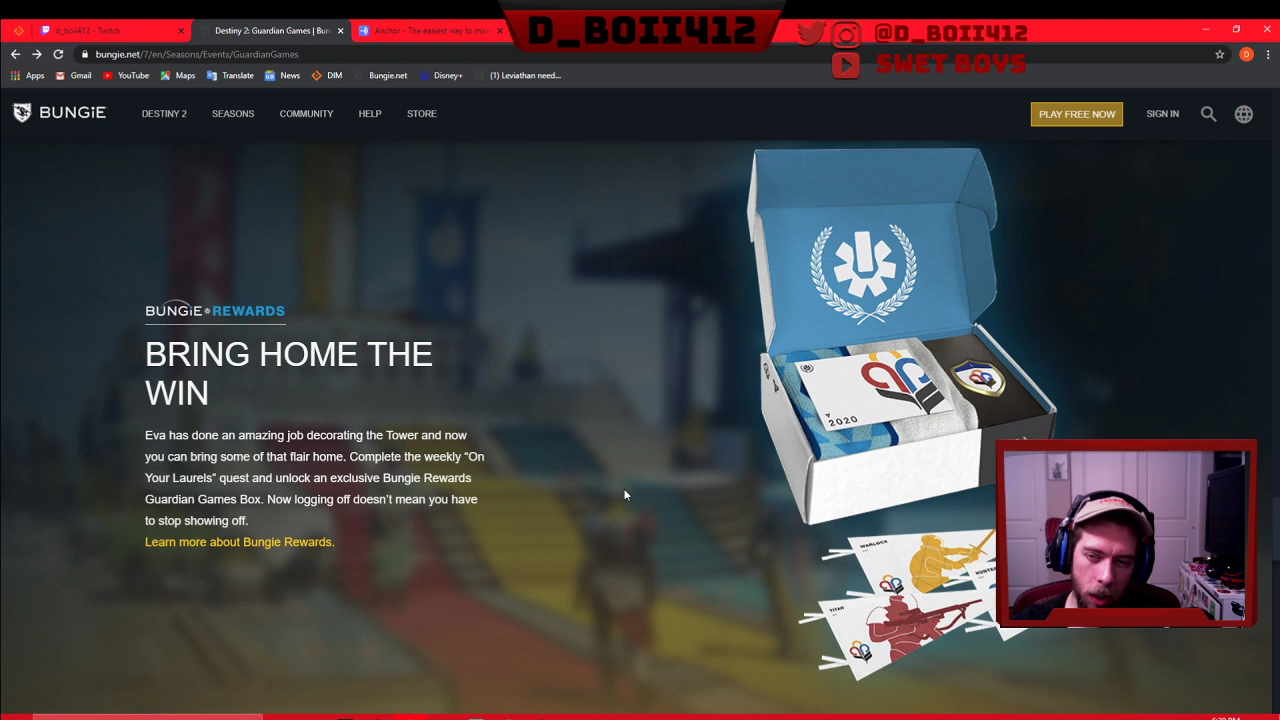 D_BOII412
@D_BOII412
SWET BOYS
d_boii412 - Twitch
Destiny 2: Guardian Games | Bun
Anchor - The easiest way to ma
bungie.net/7/en/Seasons/Events/GuardianGames
D
Apps Gmail YouTube Maps Translate News DIM Bungie.net Disney+ (1) Leviathan need...
BUNGIE DESTINY 2 SEASONS COMMUNITY HELP STORE PLAY FREE NOW SIGN IN
BUNGIE REWARDS
BRING HOME THE
WIN
Eva has done an amazing job decorating the Tower and now
you can bring some of that flair home. Complete the weekly “On
Your Laurels” quest and unlock an exclusive Bungie Rewards
Guardian Games Box. Now logging off doesn’t mean you have
to stop showing off.
Learn more about Bungie Rewards.
2020
WARLOCK
TITAN